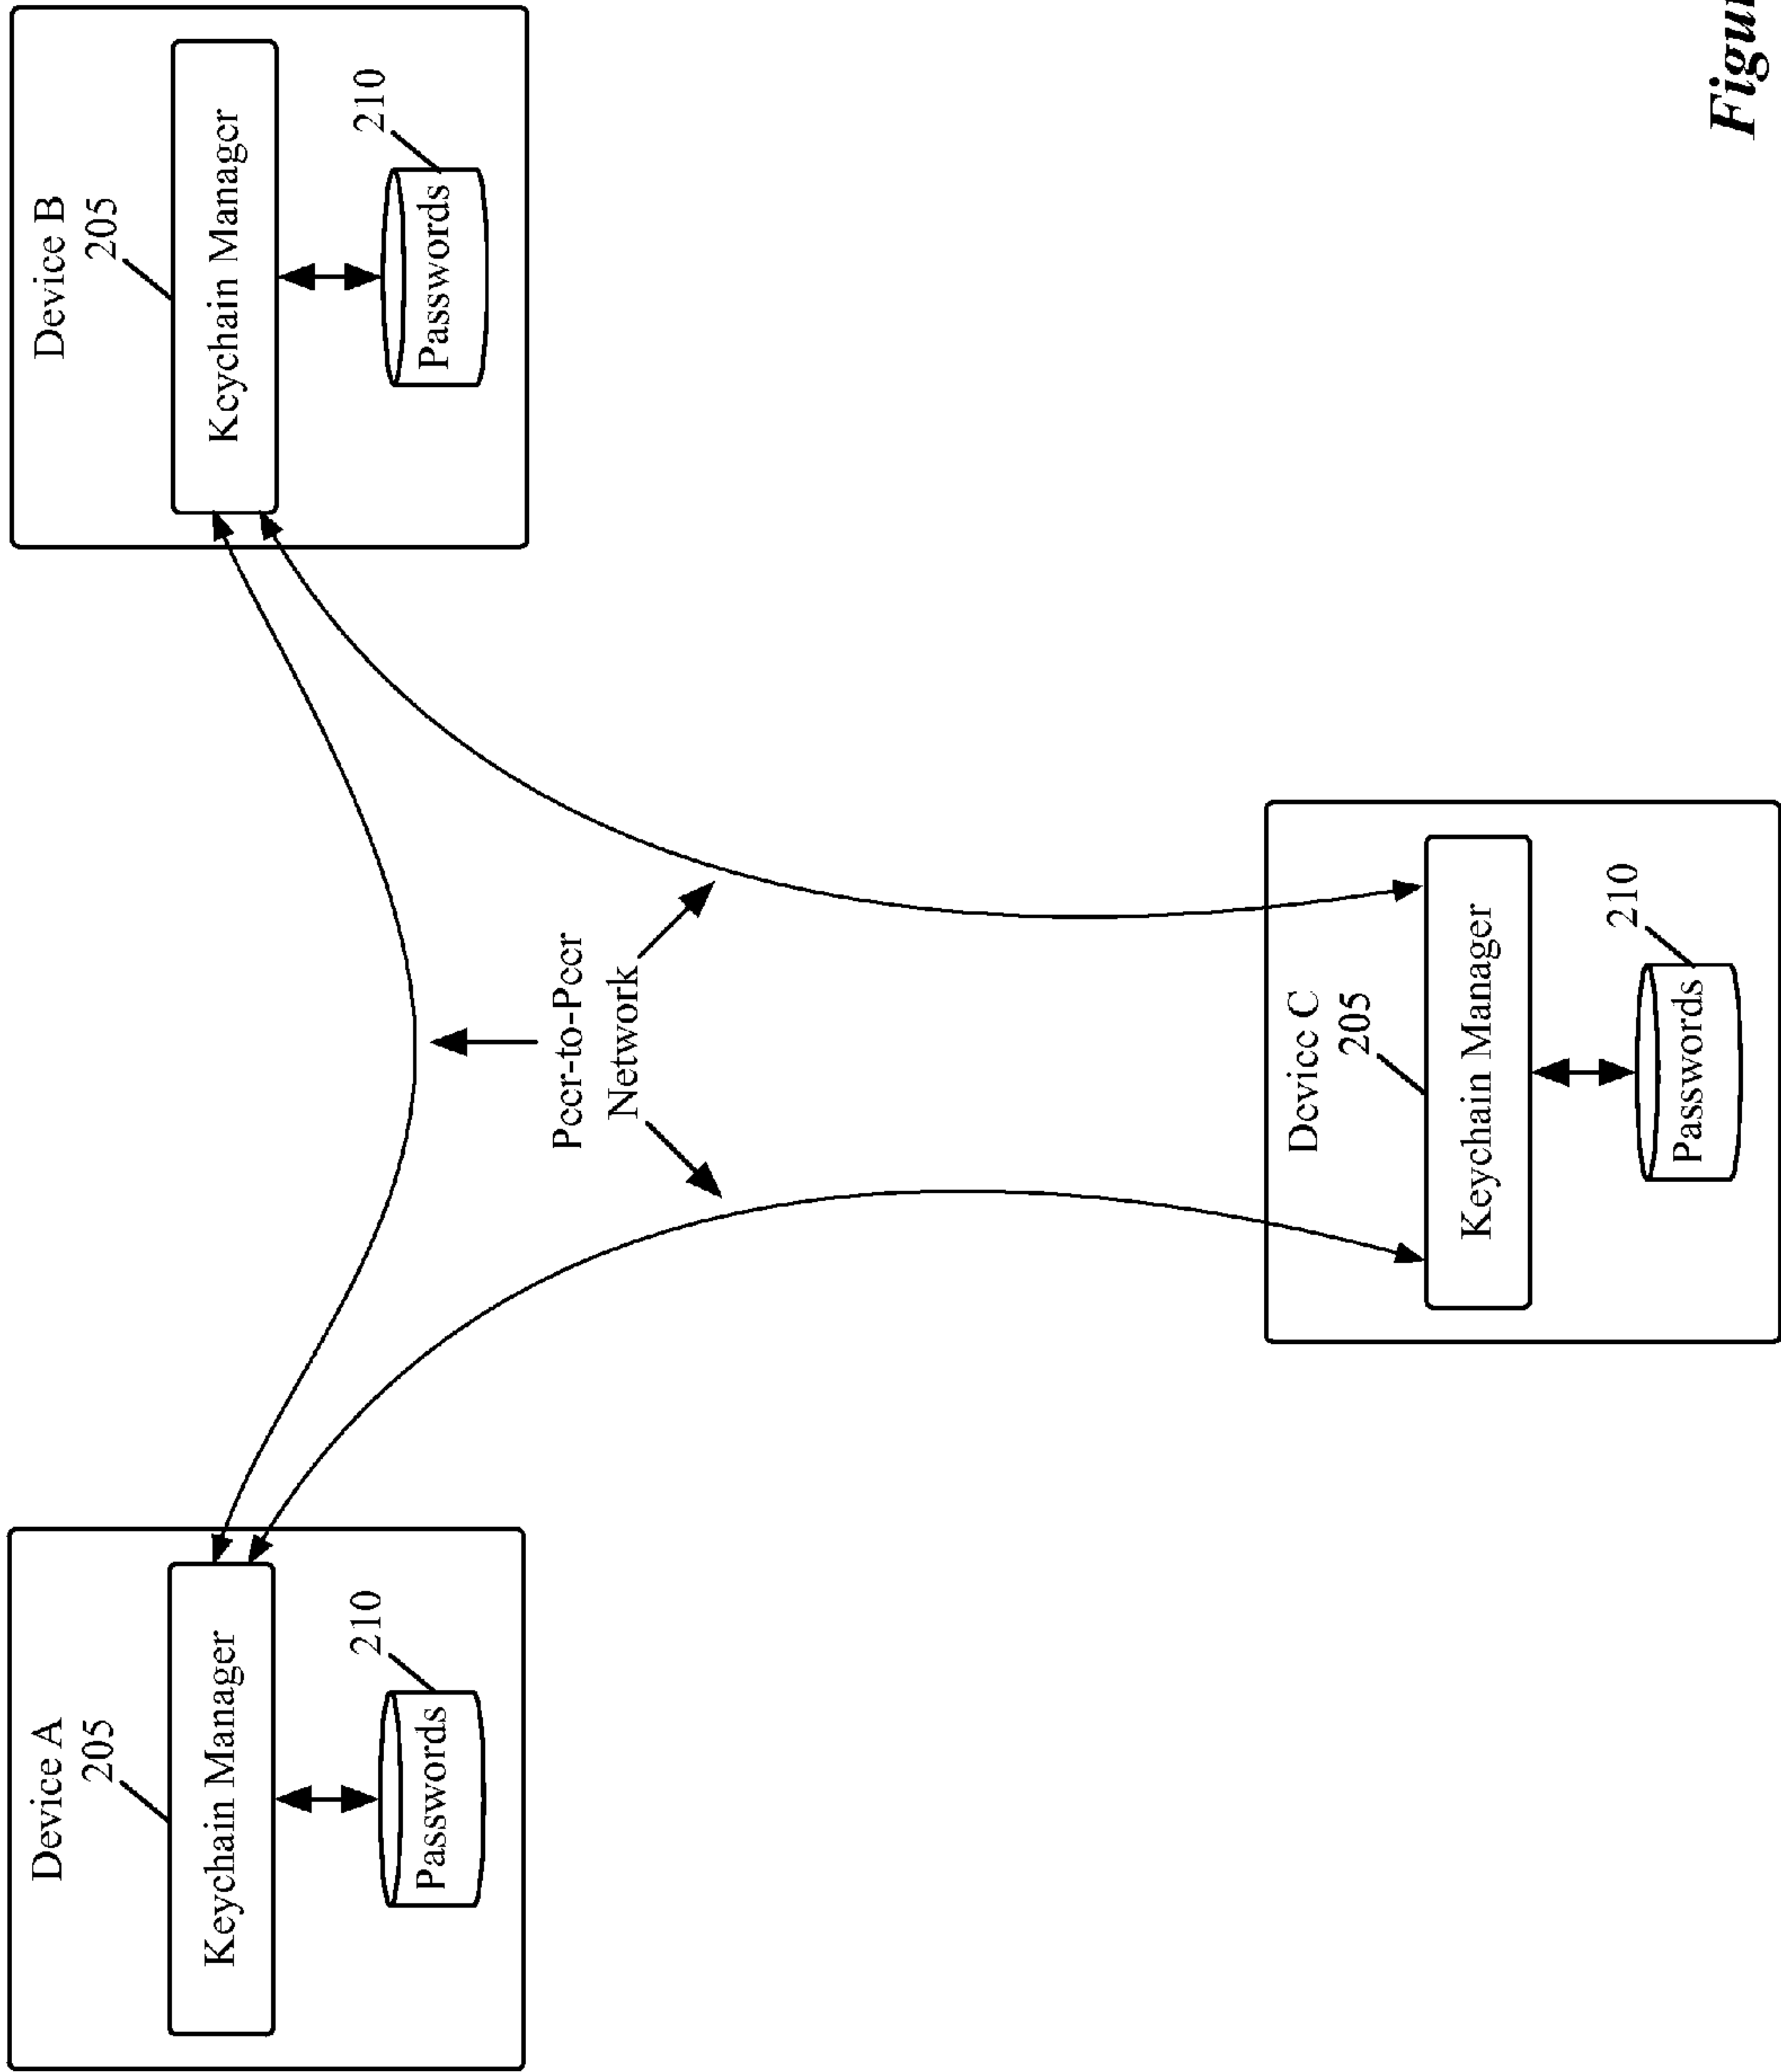 Device A
205
Keychain Manager
210
Passwords
Device B
205
Keychain Manager
210
Passwords
Peer-to-Peer
Network
Device C
205
Keychain Manager
210
Passwords
Figur